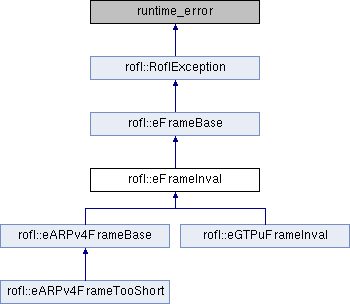 runtime_error
rofl::RoflException
rofl::eFrameBase
rofl::eFrameInval
rofl::eARPv4FrameBase
rofl::eGTPuFrameInval
rofl::eARPv4FrameTooShort